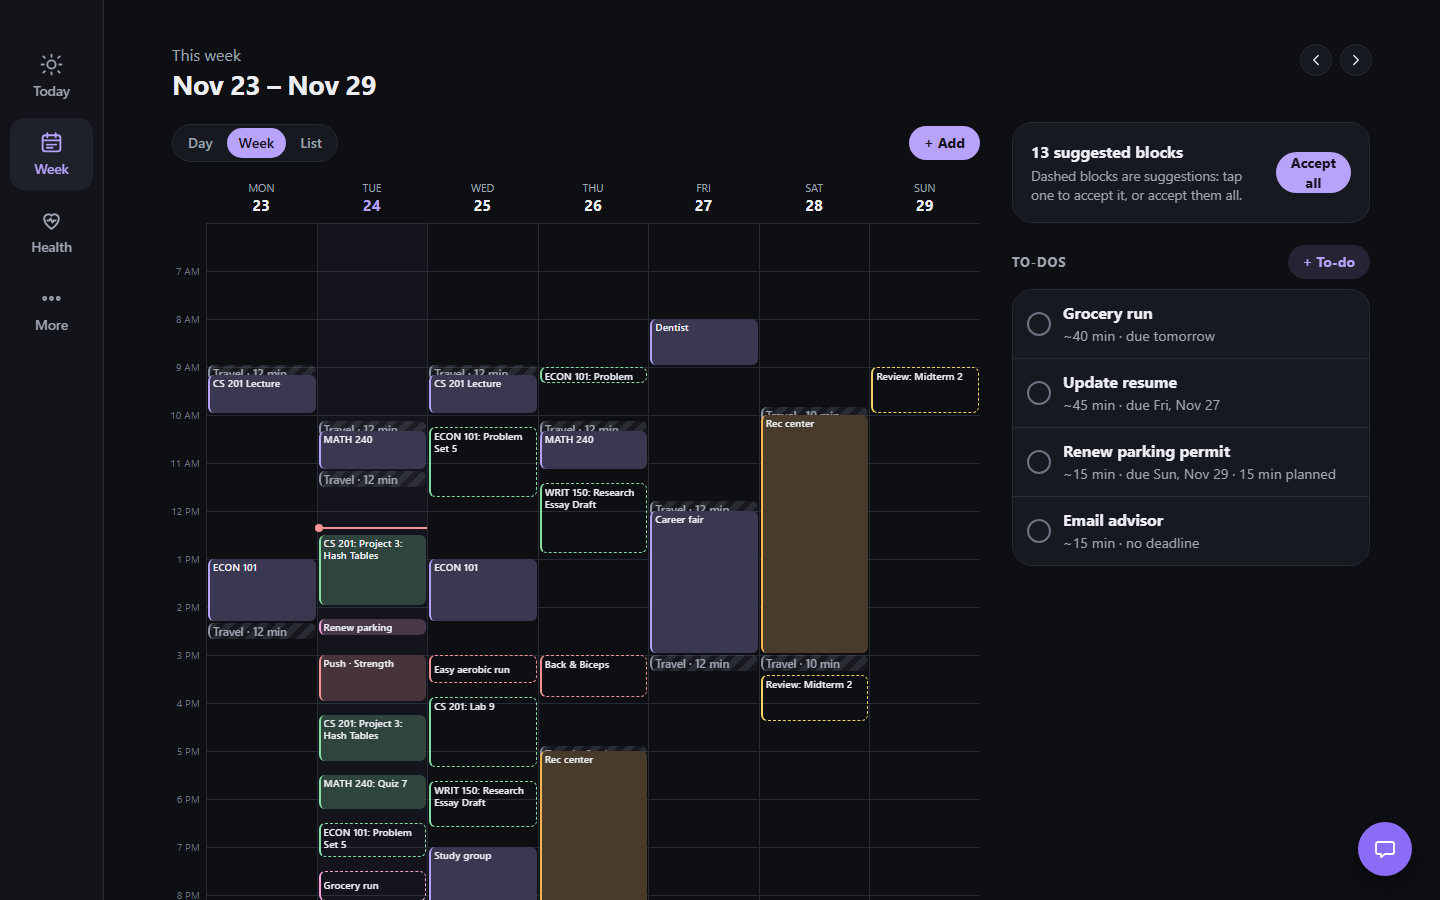 Today
Week
Health
More
This week
Nov 23 – Nov 29
Day
Week
List
+ Add
MON
TUE
WED
THU
FRI
SAT
SUN
23
24
25
26
27
28
29
7 AM
8 AM
9 AM
10 AM
11 AM
12 PM
1 PM
2 PM
3 PM
4 PM
5 PM
6 PM
7 PM
8 PM
Travel · 12 min
CS 201 Lecture
ECON 101
Travel · 12 min
Travel · 12 min
MATH 240
Travel · 12 min
CS 201: Project 3:
Hash Tables
Renew parking
Push - Strength
CS 201: Project 3:
Hash Tables
MATH 240: Quiz 7
ECON 101: Problem
Set 5
Grocery run
Travel · 12 min
CS 201 Lecture
ECON 101: Problem
Set 5
ECON 101
Easy aerobic run
CS 201: Lab 9
WRIT 150: Research
Essay Draft
Study group
ECON 101: Problem
Travel · 12 min
MATH 240
WRIT 150: Research
Essay Draft
Back & Biceps
Rec center
Dentist
Travel · 12 min
Career fair
Travel · 12 min
Travel · 10 min
Rec center
Travel · 10 min
Review: Midterm 2
Review: Midterm 2
13 suggested blocks
Dashed blocks are suggestions: tap
one to accept it, or accept them all.
Accept
all
TO-DOS
+ To-do
Grocery run
~40 min · due tomorrow
Update resume
~45 min · due Fri, Nov 27
Renew parking permit
~15 min · due Sun, Nov 29 · 15 min planned
Email advisor
~15 min · no deadline